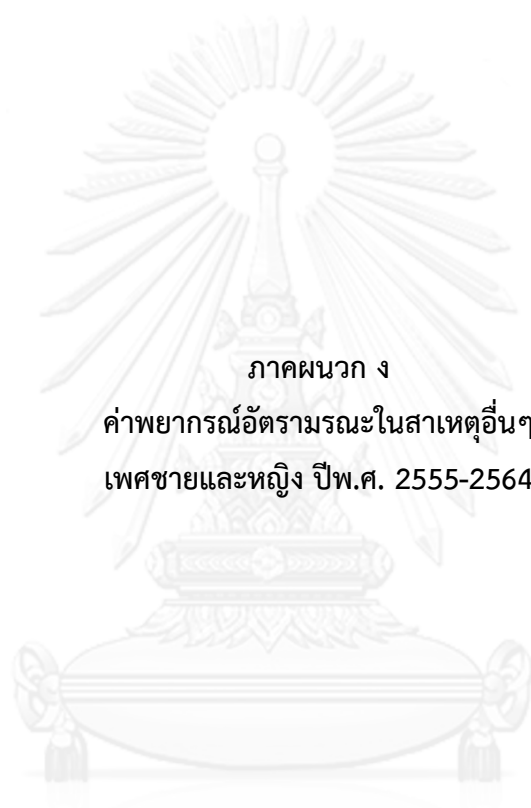 ภาคผนวก ง
ค่าพยากรณ์อัตรามรณะในสาเหตุอื่นๆ
เพศชายและหญิง ปีพ.ศ. 2555-2564